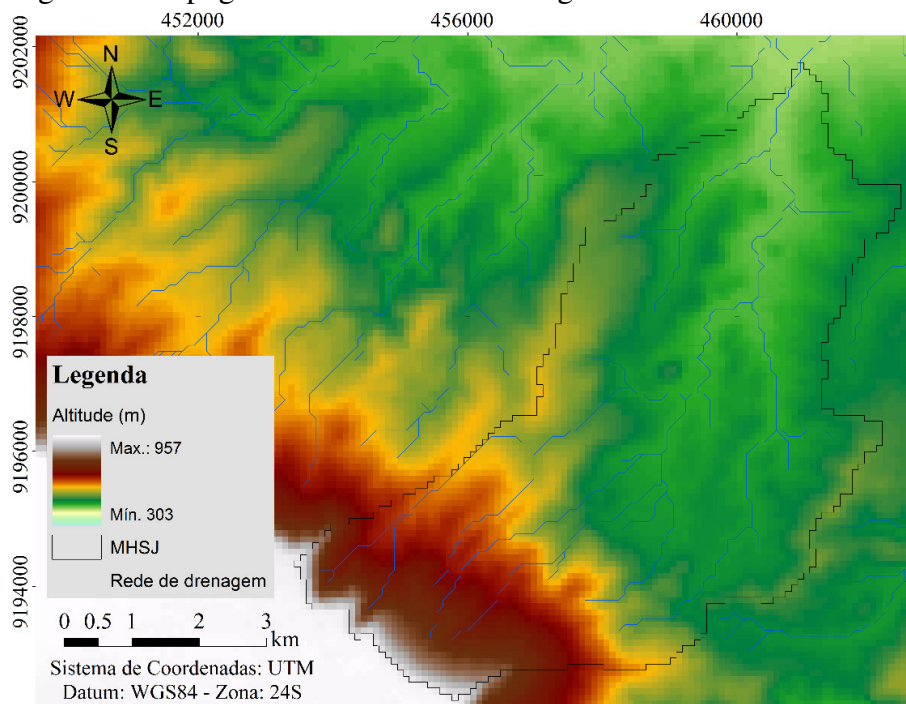 452000 456000 460000
N
W E
S
9202000
9200000
9198000
9196000
9194000
Legenda
Altitude (m)
Max.: 957
Mín. 303
MHSJ
Rede de drenagem
0 0.5 1 2 3
km
Sistema de Coordenadas: UTM
Datum: WGS84 - Zona: 24S